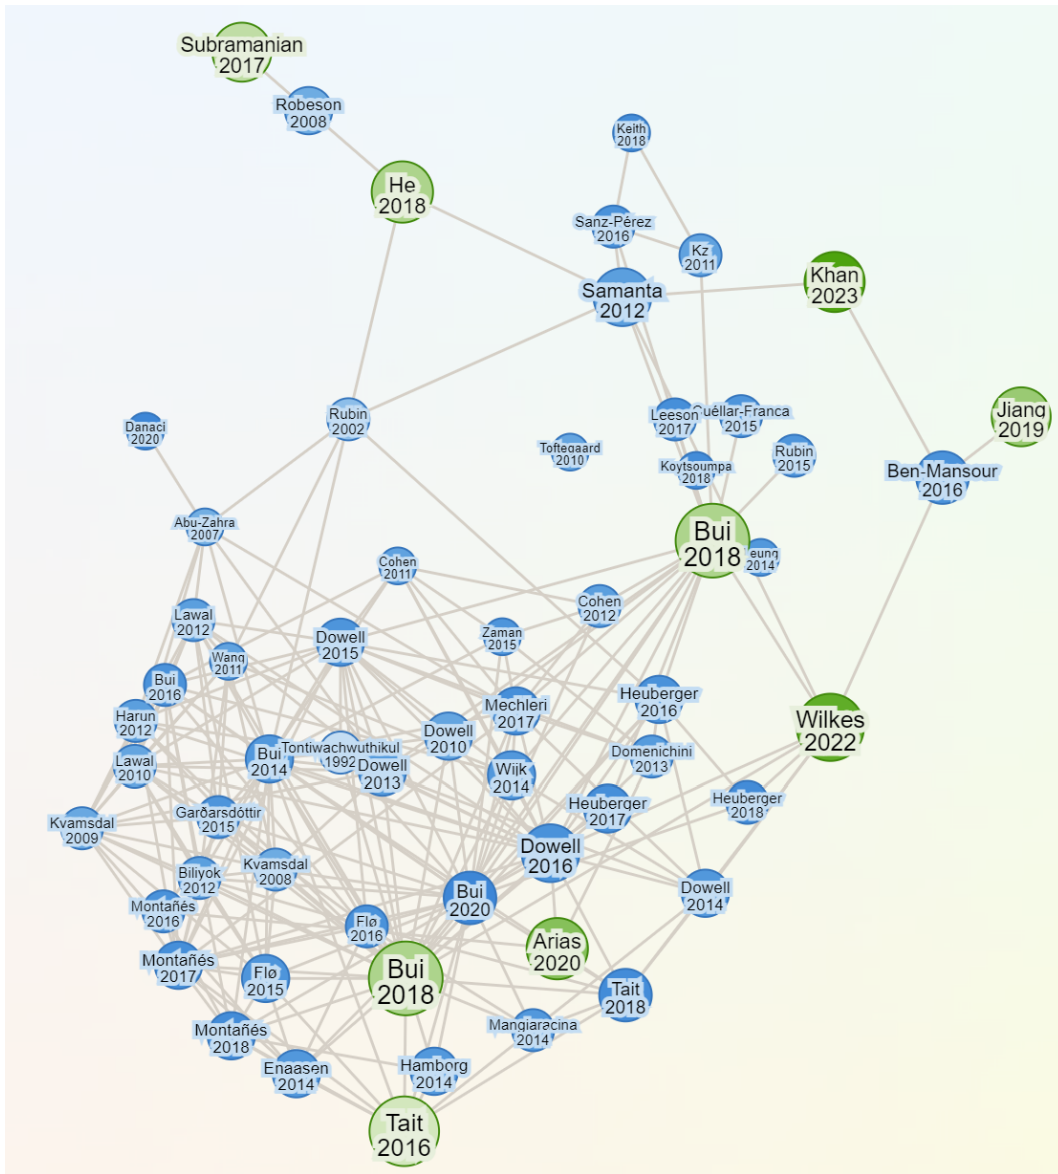 Subramanian
2017
Robeson
2008
Keith
2018
He
2018
Sanz-Pérez
2016
Kz
2011
Khan
2023
Samanta
2012
Danaci
2020
Rubin
2002
Leeson
2017
Cuéllar-Franca
2015
Jiang
2019
Toftegaard
2010
Koytsoumpa
2018
Rubin
2015
Ben-Mansour
2016
Abu-Zahra
2007
Bui
2018
eung
2014
Cohen
2011
Cohen
2012
Lawal
2012
Dowell
2015
Zaman
2015
Wang
2011
Bui
2016
Heuberger
2016
Harun
2012
Mechleri
2017
Dowell
2010
Wilkes
2022
Bui
2014
Tontiwachwuthikul
1992
Domenichini
2013
Lawal
2010
Dowell
2013
Wijk
2014
Heuberger
2018
Heuberger
2017
Garðarsdóttir
2015
Kvamsdal
2009
Dowell
2016
Kvamsdal
2008
Biliyok
2012
Bui
2020
Dowell
2014
Montañés
2016
Flø
2016
Arias
2020
Montañés
2017
Flø
2015
Bui
2018
Tait
2018
Montañés
2018
Mangiaracina
2014
Enaasen
2014
Hamborg
2014
Tait
2016